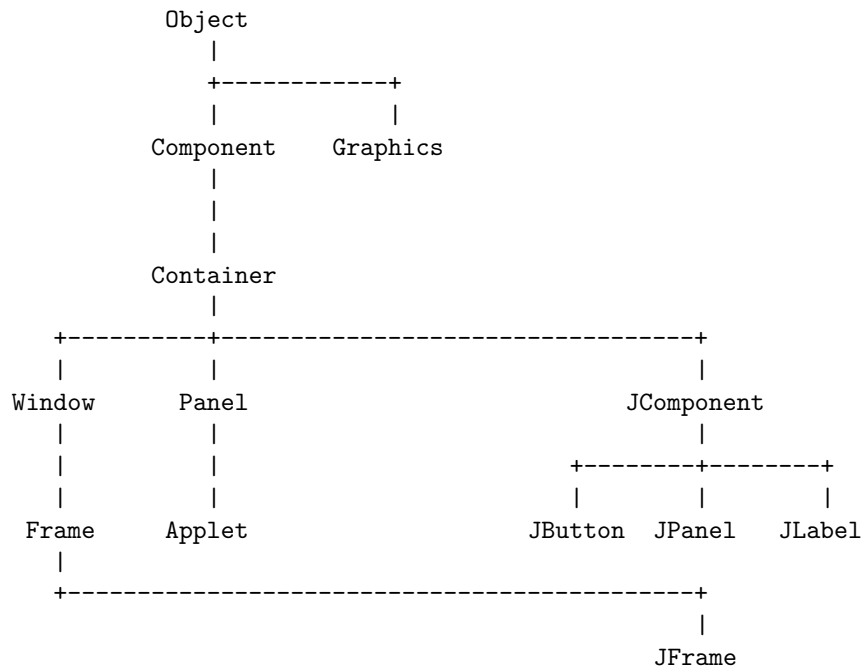 Object
Component Graphics
Container
Window Panel JComponent
Frame Applet JButton JPanel JLabel
JFrame